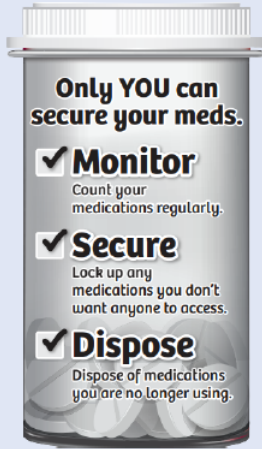 Only YOU can
secure your meds.
Monitor
Count your
medications regularly.
Secure
Lock up any
medications you don't
want anyone to access.
Dispose
Dispose of medications
you are no longer using.